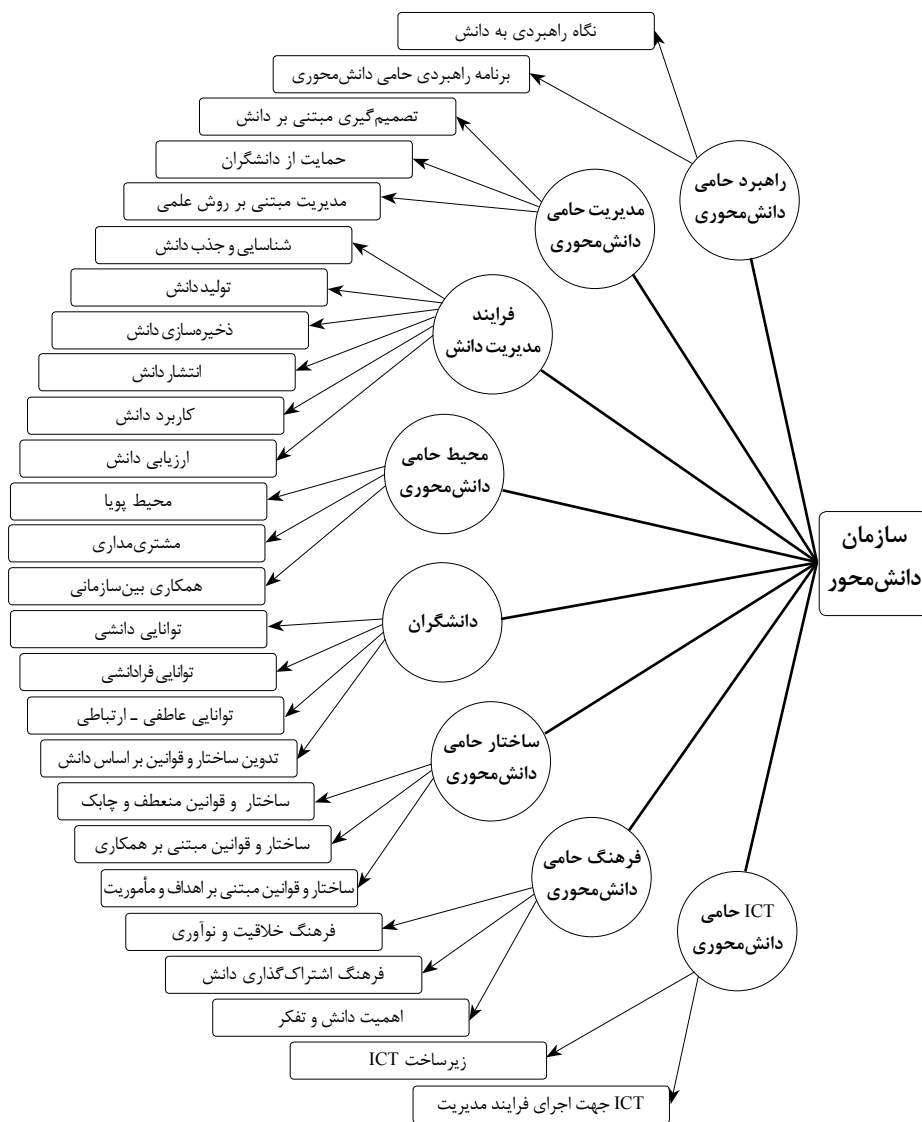 نگاه راهبردی به دانش
برنامه راهبردی حامی دانش‌محوری
تصمیم‌گیری مبتنی بر دانش
حمایت از دانشگران
مدیریت مبتنی بر روش علمی
شناسایی و جذب دانش
تولید دانش
ذخیره‌سازی دانش
انتشار دانش
کاربرد دانش
ارزیابی دانش
محیط پویا
مشتری‌مداری
همکاری بین‌سازمانی
توانایی دانشی
توانایی فرادانشی
توانایی عاطفی ـ ارتباطی
تدوین ساختار و قوانین بر اساس دانش
ساختار و قوانین منعطف و چابک
ساختار و قوانین مبتنی بر همکاری
ساختار و قوانین مبتنی بر اهداف و مأموریت
فرهنگ خلاقیت و نوآوری
فرهنگ اشتراک‌گذاری دانش
اهمیت دانش و تفکر
زیرساخت ICT
ICT جهت اجرای فرایند مدیریت
راهبرد حامی
دانش‌محوری
مدیریت حامی
دانش‌محوری
فرایند
مدیریت دانش
محیط حامی
دانش‌محوری
دانشگران
ساختار حامی
دانش‌محوری
فرهنگ حامی
دانش‌محوری
ICT حامی
دانش‌محوری
سازمان
دانش‌محور